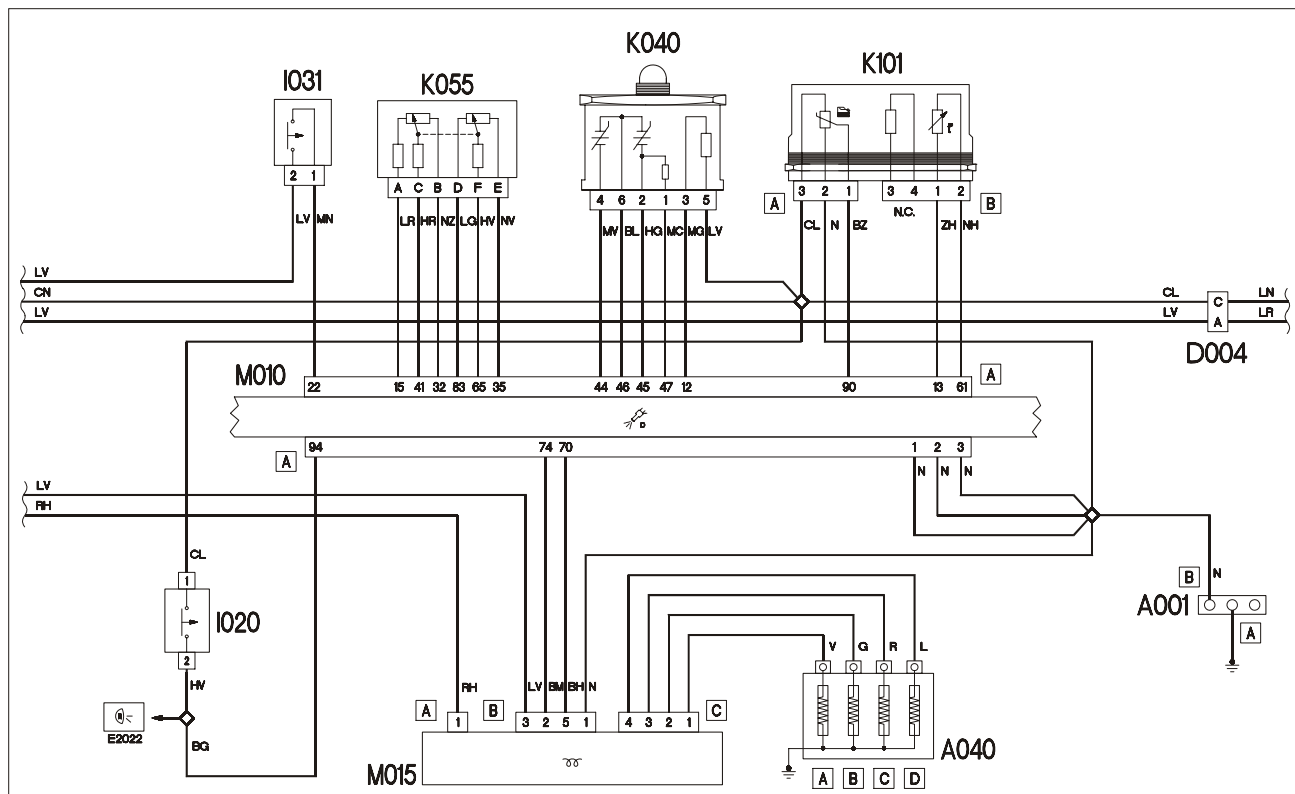 K040
K101
I031
K055
2 1
A C B D F E
4 6 2 1 3 5
A
3 2 1
3 4 1 2
N.C.
B
LV MN
LR HR NZ LG HV NV
MV BL HG MC MG LV
CL N BZ
ZH NH
LV
CN
LV
CL
LV
C
A
LN
LR
D004
M010
22 15 41 32 83 65 35 44 46 45 47 12 90 13 61
A
D
A
94 74 70 1 2 3
N N N
LV
RH
CL
1
I020
2
HV
E2022
BG
B
N
A001
A
V G R L
RH
LV BM BH N
A
1
B
3 2 5 1
4 3 2 1
C
M015
A040
A B C D